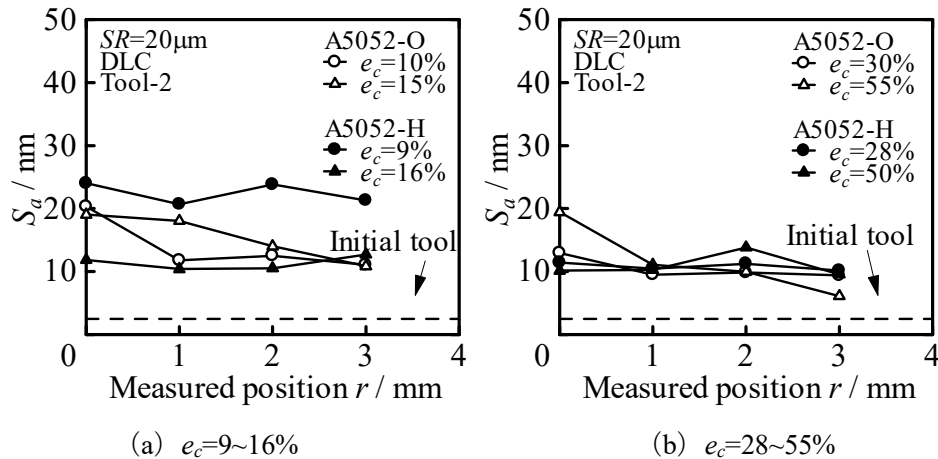 50
40
30
20
10
0
S_a / nm
SR=20μm
DLC
Tool-2
A5052-O
e_c=10%
e_c=15%
A5052-H
e_c=9%
e_c=16%
Initial tool
0 1 2 3 4
Measured position r / mm
(a) e_c=9~16%
50
40
30
20
10
0
S_a / nm
SR=20μm
DLC
Tool-2
A5052-O
e_c=30%
e_c=55%
A5052-H
e_c=28%
e_c=50%
Initial tool
1 2 3 4
Measured position r / mm
(b) e_c=28~55%